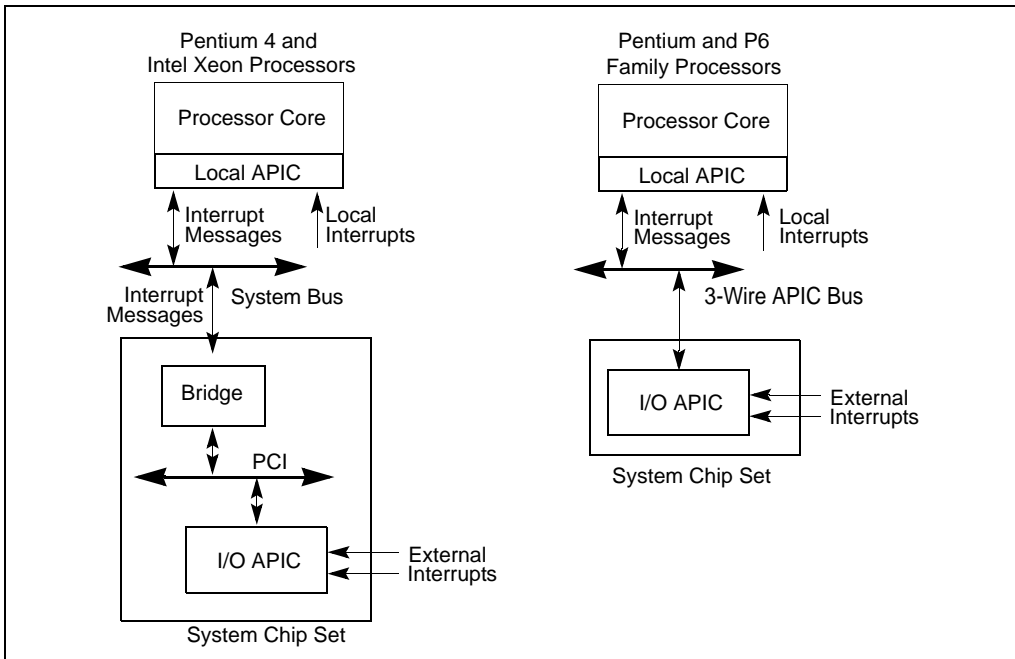 Pentium 4 and
Intel Xeon Processors
Processor Core
Local APIC
Interrupt
Messages
Local
Interrupts
Interrupt
Messages
System Bus
Bridge
PCI
I/O APIC
External
Interrupts
System Chip Set
Pentium and P6
Family Processors
Processor Core
Local APIC
Interrupt
Messages
Local
Interrupts
3-Wire APIC Bus
I/O APIC
External
Interrupts
System Chip Set